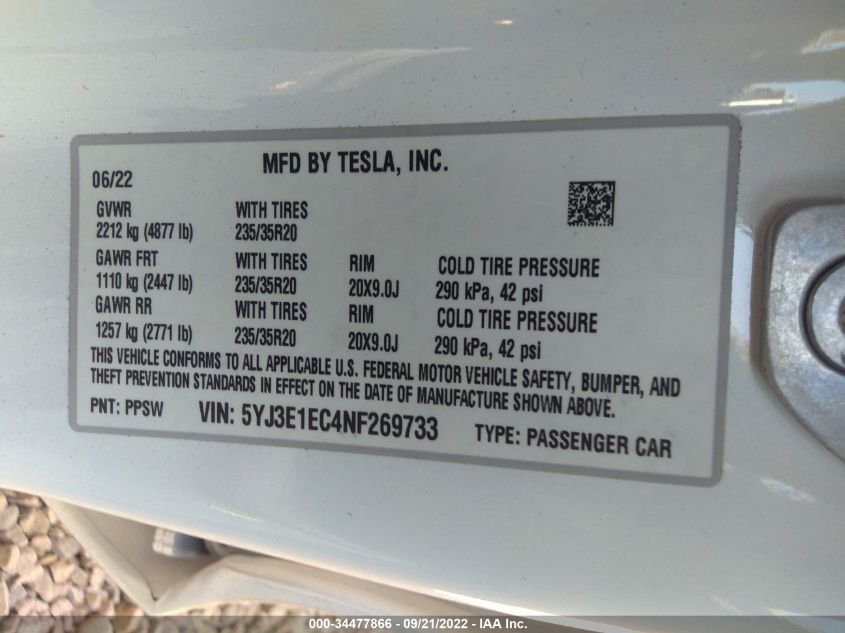 MFD BY TESLA, INC.
06/22
GVWR WITH TIRES
2212 kg (4877 lb) 235/35R20
GAWR FRT WITH TIRES RIM COLD TIRE PRESSURE
1110 kg (2447 lb) 235/35R20 20X9.0J 290 kPa, 42 psi
GAWR RR WITH TIRES RIM COLD TIRE PRESSURE
1257 kg (2771 lb) 235/35R20 20X9.0J 290 kPa, 42 psi
THIS VEHICLE CONFORMS TO ALL APPLICABLE U.S. FEDERAL MOTOR VEHICLE SAFETY, BUMPER, AND
THEFT PREVENTION STANDARDS IN EFFECT ON THE DATE OF MANUFACTURE SHOWN ABOVE.
PNT: PPSW VIN: 5YJ3E1EC4NF269733 TYPE: PASSENGER CAR
000-34477866 - 09/21/2022 - IAA Inc.